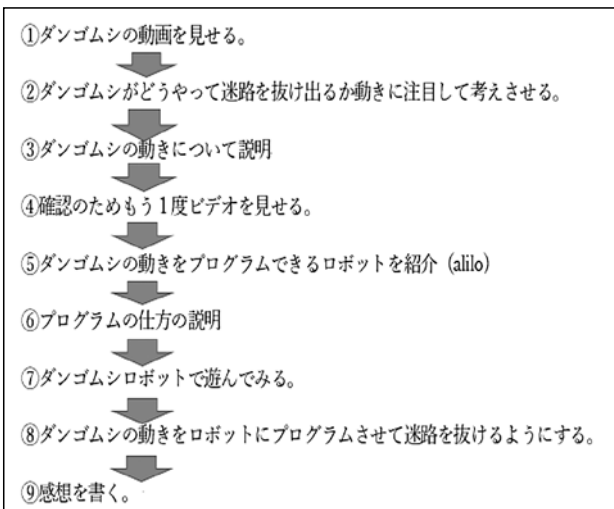 ①ダンゴムシの動画を見せる。
②ダンゴムシがどうやって迷路を抜け出るか動きに注目して考えさせる。
③ダンゴムシの動きについて説明
④確認のためもう1度ビデオを見せる。
⑤ダンゴムシの動きをプログラムできるロボットを紹介（alilo）
⑥プログラムの仕方の説明
⑦ダンゴムシロボットで遊んでみる。
⑧ダンゴムシの動きをロボットにプログラムさせて迷路を抜けるようにする。
⑨感想を書く。